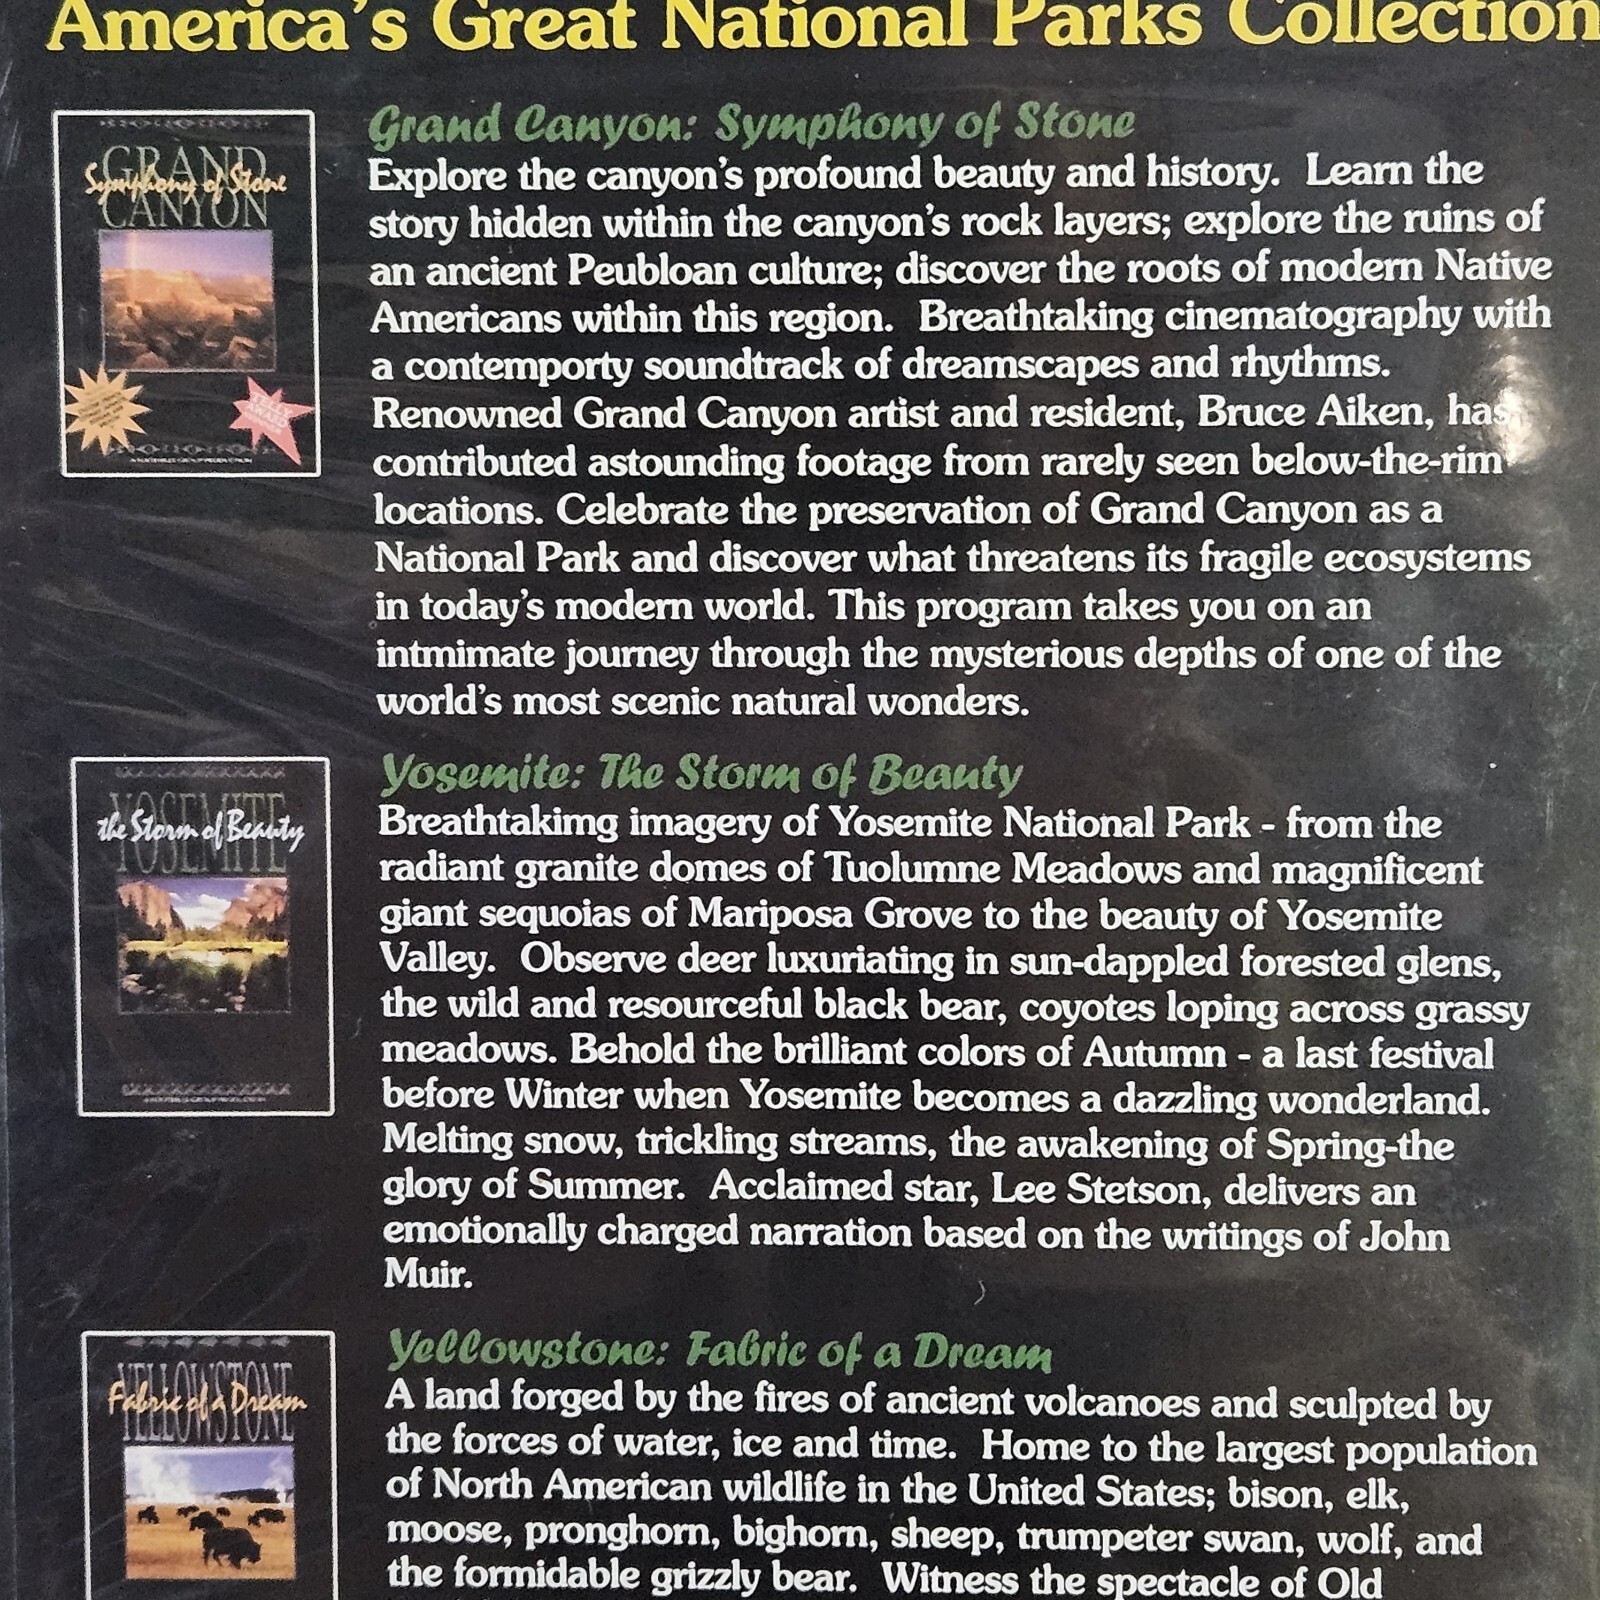 America's Great National Parks Collection
GRAND
Symphony of Stone
CANYON
TELLY
AWARD
Grand Canyon: Symphony of Stone
Explore the canyon's profound beauty and history. Learn the
story hidden within the canyon's rock layers; explore the ruins of
an ancient Peubloan culture; discover the roots of modern Native
Americans within this region. Breathtaking cinematography with
a contemporty soundtrack of dreamscapes and rhythms.
Renowned Grand Canyon artist and resident, Bruce Aiken, has
contributed astounding footage from rarely seen below-the-rim
locations. Celebrate the preservation of Grand Canyon as a
National Park and discover what threatens its fragile ecosystems
in today's modern world. This program takes you on an
intmimate journey through the mysterious depths of one of the
world's most scenic natural wonders.
YOSEMITE
the Storm of Beauty
YOSEMITE
Yosemite: The Storm of Beauty
Breathtakimg imagery of Yosemite National Park - from the
radiant granite domes of Tuolumne Meadows and magnificent
giant sequoias of Mariposa Grove to the beauty of Yosemite
Valley. Observe deer luxuriating in sun-dappled forested glens,
the wild and resourceful black bear, coyotes loping across grassy
meadows. Behold the brilliant colors of Autumn - a last festival
before Winter when Yosemite becomes a dazzling wonderland.
Melting snow, trickling streams, the awakening of Spring-the
glory of Summer. Acclaimed star, Lee Stetson, delivers an
emotionally charged narration based on the writings of John
Muir.
YELLOWSTONE
Fabric of a Dream
YELLOWSTONE
Yellowstone: Fabric of a Dream
A land forged by the fires of ancient volcanoes and sculpted by
the forces of water, ice and time. Home to the largest population
of North American wildlife in the United States; bison, elk,
moose, pronghorn, bighorn, sheep, trumpeter swan, wolf, and
the formidable grizzly bear. Witness the spectacle of Old